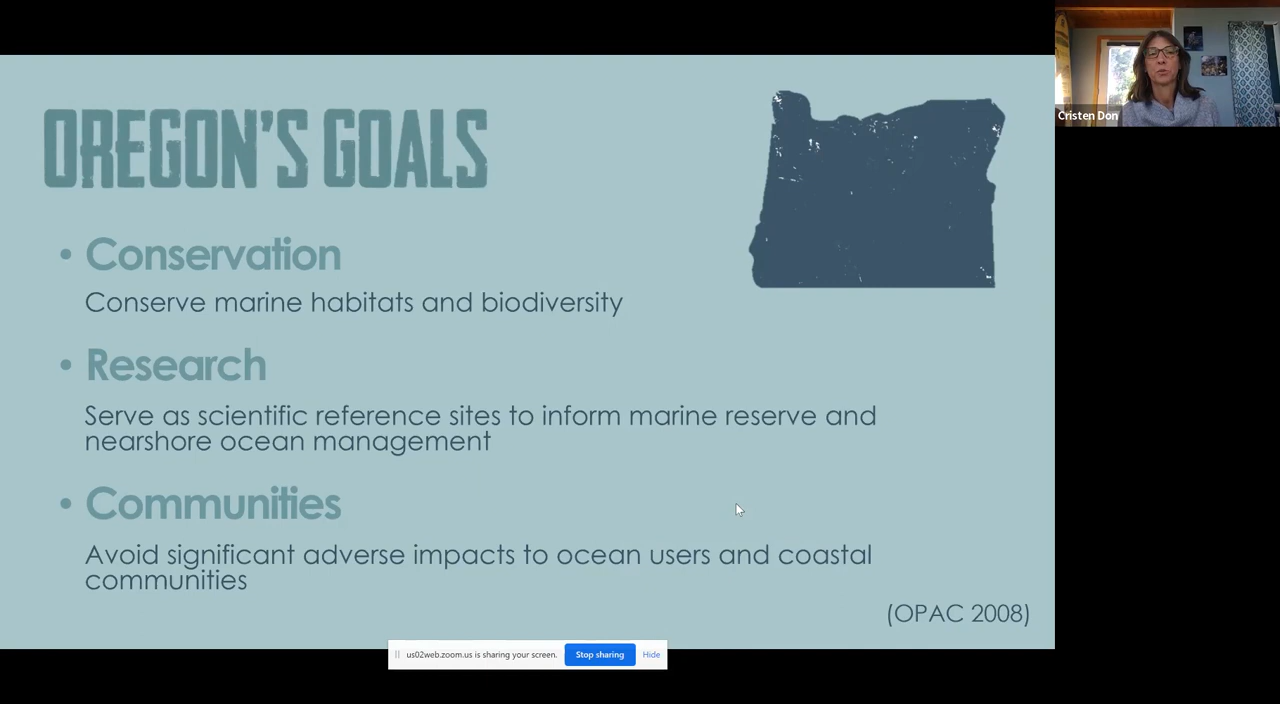 OREGON'S GOALS
• Conservation
Conserve marine habitats and biodiversity
• Research
Serve as scientific reference sites to inform marine reserve and
nearshore ocean management
• Communities
Avoid significant adverse impacts to ocean users and coastal
communities
(OPAC 2008)
us02web.zoom.us is sharing your screen. Stop sharing Hide
Cristen Don